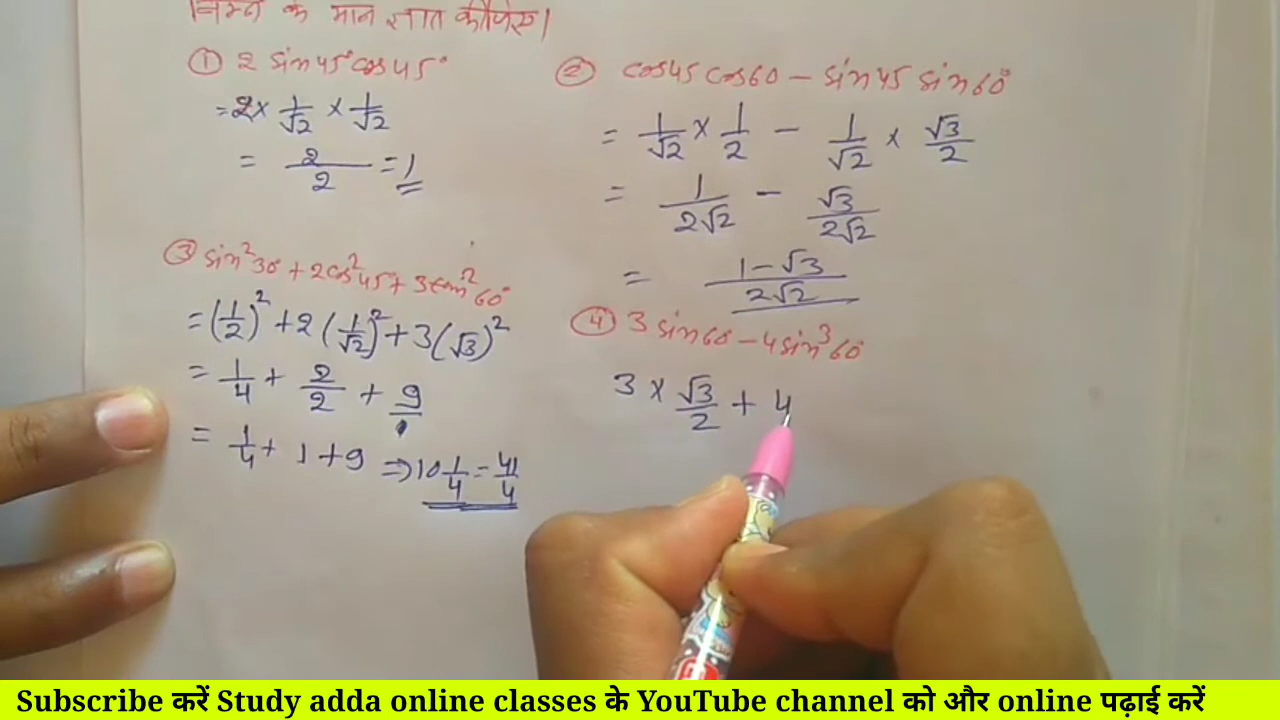 निम्न के मान ज्ञात कीजिए।
① 2 sin45°cos45°
=2× 1/√2 × 1/√2
= 2/2 = 1
② cos45 cos60 – sin45 sin60°
= 1/√2 × 1/2 – 1/√2 × √3/2
= 1/2√2 – √3/2√2
= 1-√3/2√2
③ sin²30° + 2cos²45° + 3tan²60°
= (1/2)² + 2(1/√2)² + 3(√3)²
= 1/4 + 2/2 + 9/1
= 1/4 + 1 + 9 ⇒ 10 1/4 = 41/4
④ 3 sin60 – 4sin³60°
3 × √3/2 + 4
Subscribe करें Study adda online classes के YouTube channel को और online पढ़ाई करें